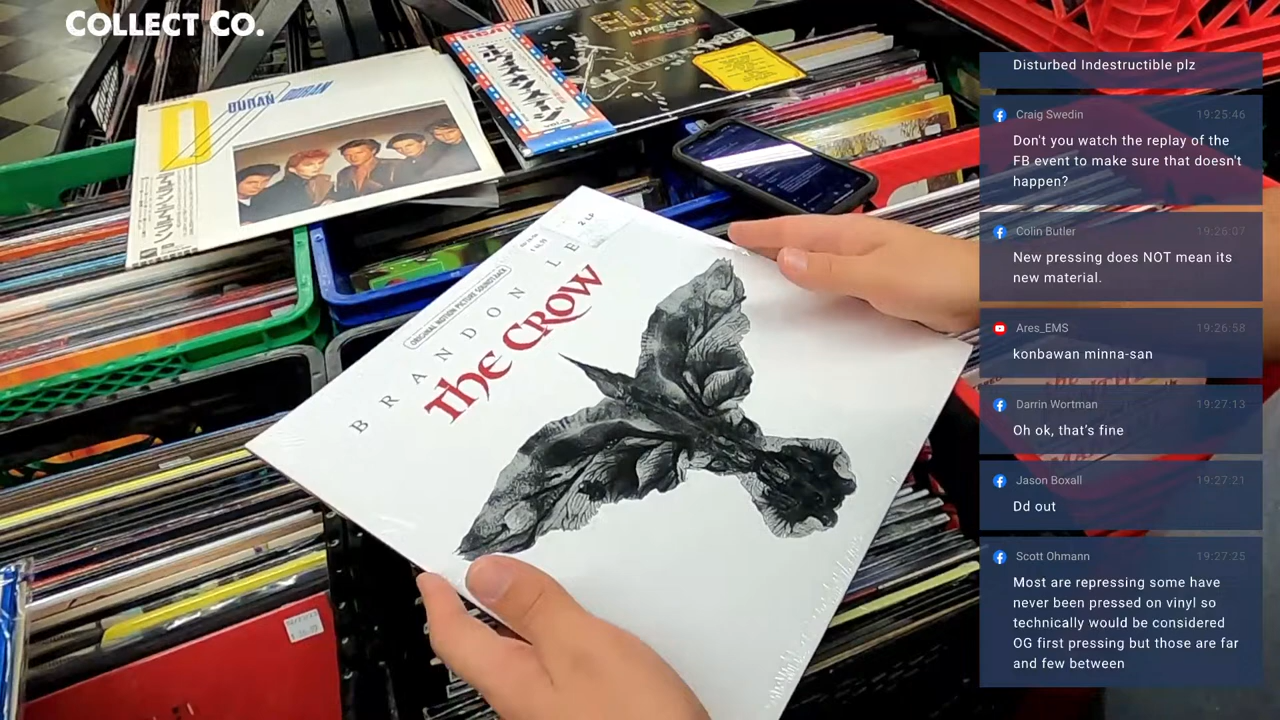 COLLECT CO.
DURAN DURAN
RCA
ELVIS
IN PERSON
2 LP
ORIGINAL MOTION PICTURE SOUNDTRACK
BRANDON LE
THE CROW
Disturbed Indestructible plz
Craig Swedin 19:25:46
Don't you watch the replay of the
FB event to make sure that doesn't
happen?
Colin Butler 19:26:07
New pressing does NOT mean its
new material.
Ares_EMS 19:26:58
konbawan minna-san
Darrin Wortman 19:27:13
Oh ok, that's fine
Jason Boxall 19:27:21
Dd out
Scott Ohmann 19:27:25
Most are repressing some have
never been pressed on vinyl so
technically would be considered
OG first pressing but those are far
and few between